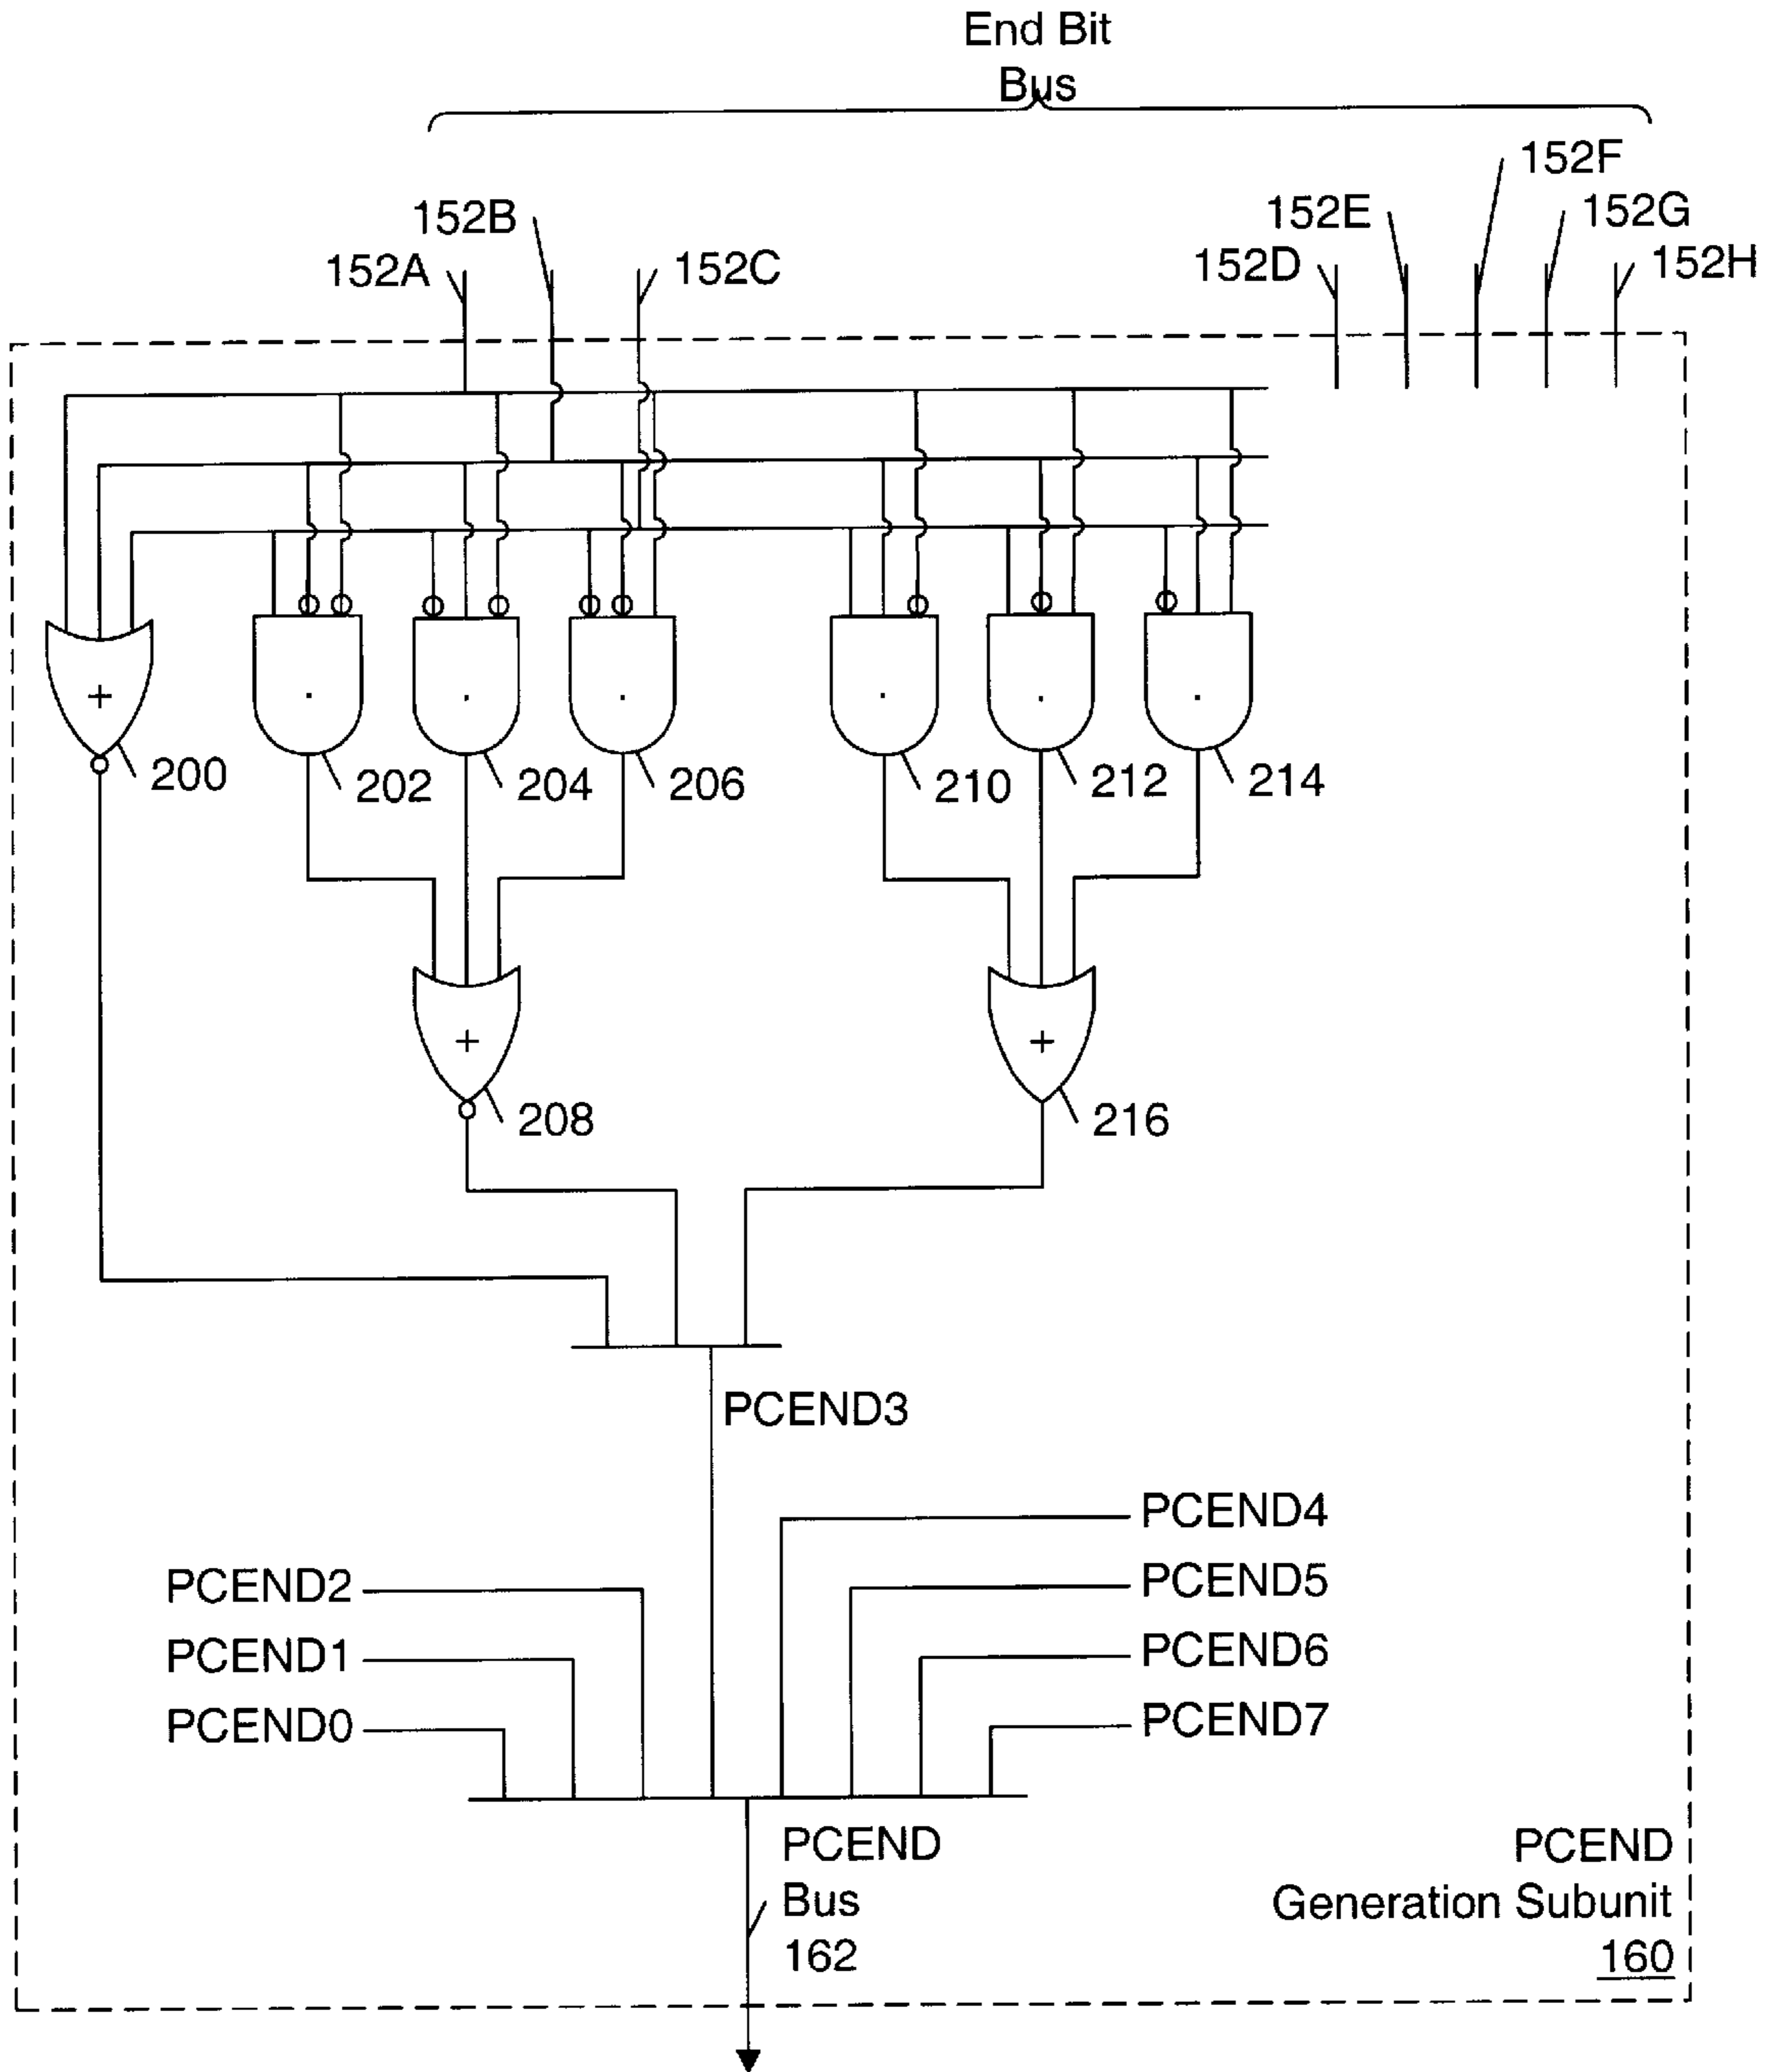 End Bit
Bus
152F
152B
152E
152G
152A
152C
152D
152H
+
200
202
204
206
210
212
214
+
+
208
216
PCEND3
PCEND4
PCEND2
PCEND5
PCEND1
PCEND6
PCEND0
PCEND7
PCEND
Bus
162
PCEND
Generation Subunit
160